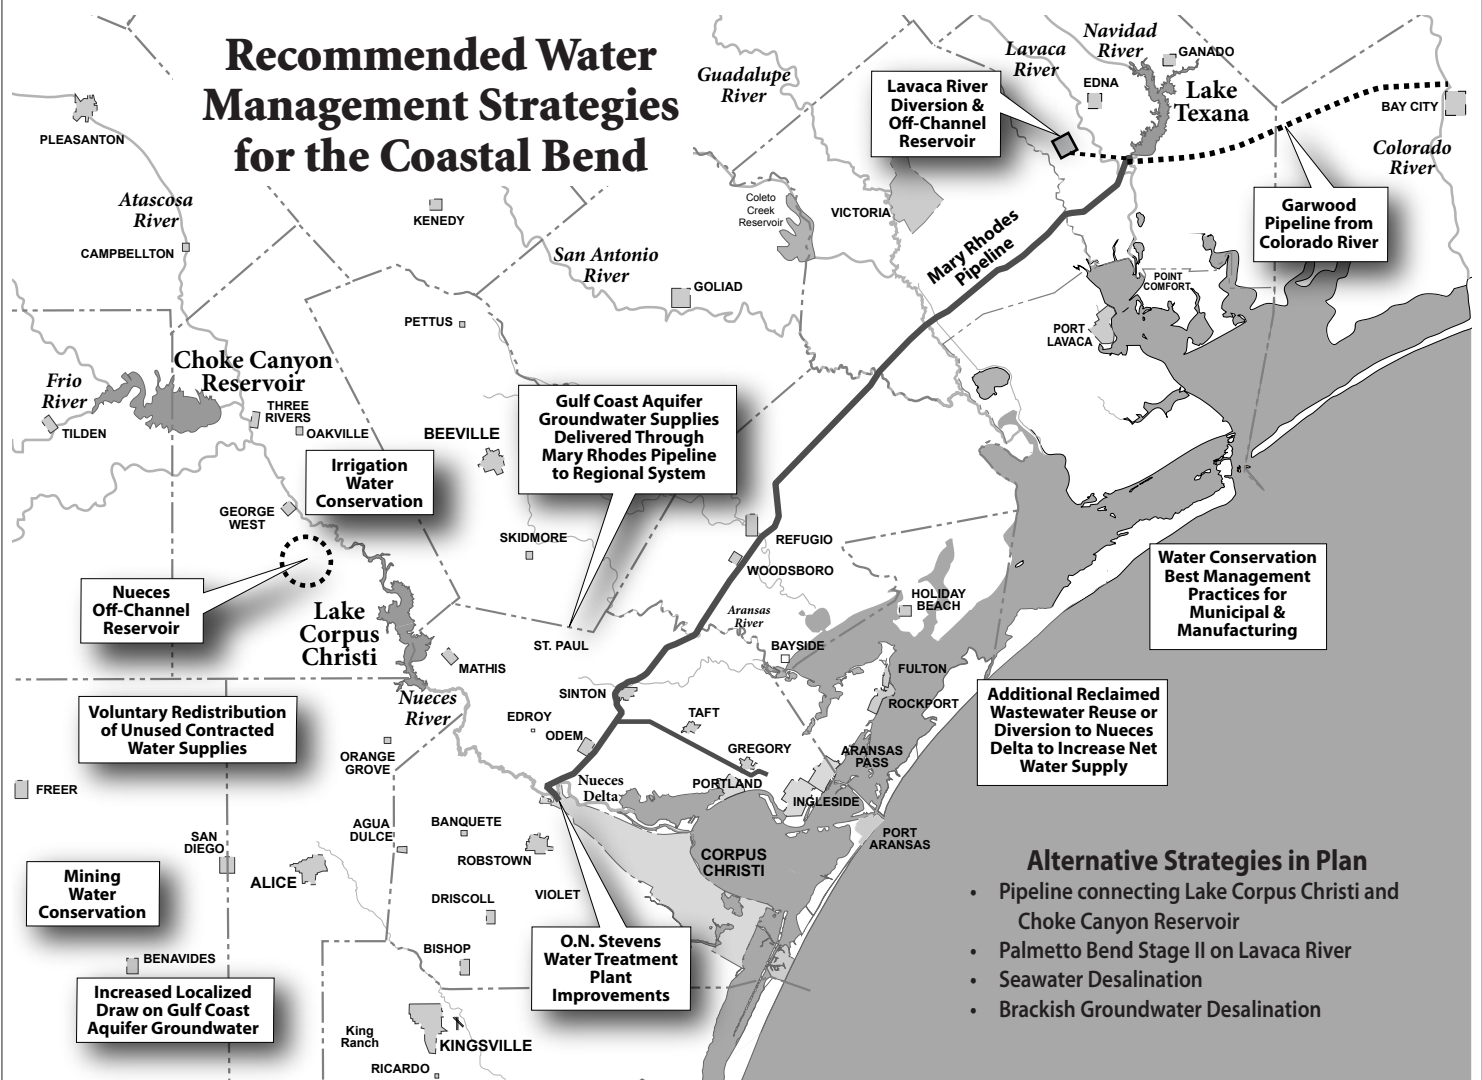 Recommended Water
Management Strategies
for the Coastal Bend
Navidad
River
Lavaca
River
GANADO
Guadalupe
River
EDNA
Lake
Texana
Lavaca River
Diversion &
Off-Channel
Reservoir
BAY CITY
Colorado
River
PLEASANTON
Atascosa
River
CAMPBELLTON
KENEDY
Coleto
Creek
Reservoir
VICTORIA
Garwood
Pipeline from
Colorado River
Mary Rhodes
Pipeline
San Antonio
River
GOLIAD
POINT
COMFORT
PORT
LAVACA
PETTUS
Choke Canyon
Reservoir
Frio
River
TILDEN
THREE
RIVERS
OAKVILLE
BEEVILLE
Gulf Coast Aquifer
Groundwater Supplies
Delivered Through
Mary Rhodes Pipeline
to Regional System
Irrigation
Water
Conservation
GEORGE
WEST
SKIDMORE
REFUGIO
WOODSBORO
Water Conservation
Best Management
Practices for
Municipal &
Manufacturing
Nueces
Off-Channel
Reservoir
Lake
Corpus
Christi
HOLIDAY
BEACH
Aransas
River
ST. PAUL
BAYSIDE
MATHIS
FULTON
SINTON
ROCKPORT
Nueces
River
Additional Reclaimed
Wastewater Reuse or
Diversion to Nueces
Delta to Increase Net
Water Supply
Voluntary Redistribution
of Unused Contracted
Water Supplies
EDROY
ODEM
TAFT
GREGORY
ARANSAS
PASS
ORANGE
GROVE
Nueces
Delta
PORTLAND
INGLESIDE
FREER
AGUA
DULCE
BANQUETE
SAN
DIEGO
ROBSTOWN
PORT
ARANSAS
CORPUS
CHRISTI
ALICE
VIOLET
DRISCOLL
Mining
Water
Conservation
BISHOP
O.N. Stevens
Water Treatment
Plant
Improvements
BENAVIDES
Increased Localized
Draw on Gulf Coast
Aquifer Groundwater
King
Ranch
KINGSVILLE
RICARDO
Alternative Strategies in Plan
• Pipeline connecting Lake Corpus Christi and
Choke Canyon Reservoir
• Palmetto Bend Stage II on Lavaca River
• Seawater Desalination
• Brackish Groundwater Desalination